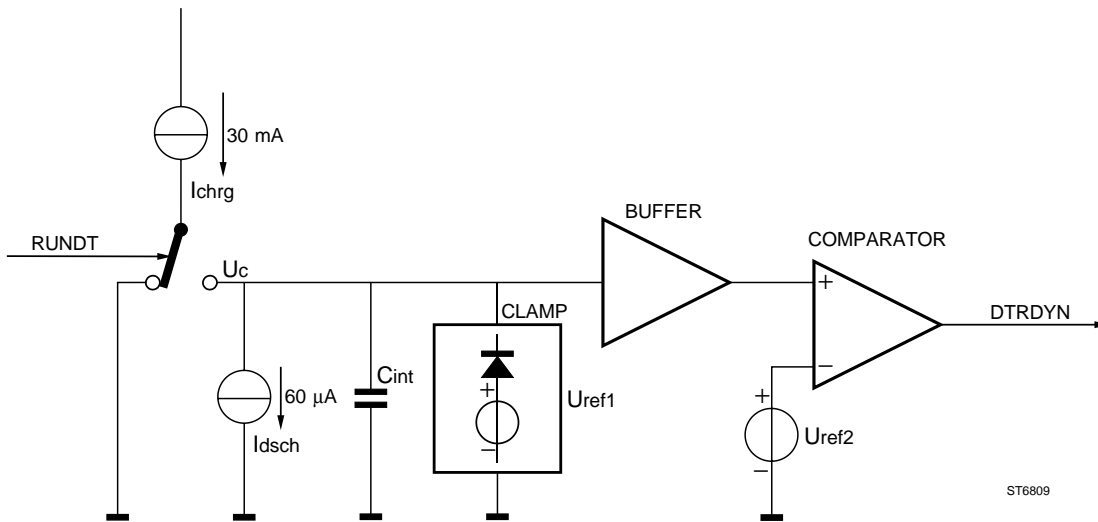 30 mA
Ichrg
RUNDT
BUFFER
COMPARATOR
Uc
CLAMP
+
DTRDYN
−
Cint
60 μA
+
Uref1
−
Idsch
+
Uref2
−
ST6809